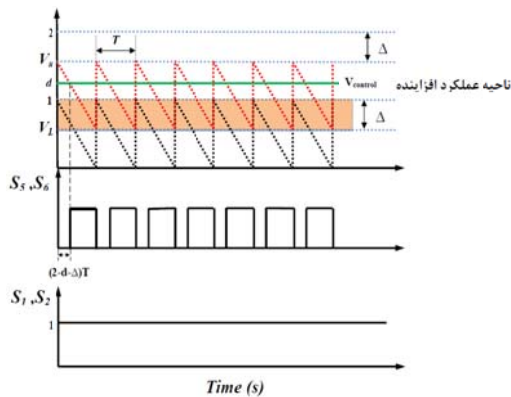 2
T
Δ
V_u
d
V_control
ناحیه عملکرد افزاینده
1
Δ
V_L
S_5 ,S_6
(2-d-Δ)T
S_1 ,S_2
1
Time (s)